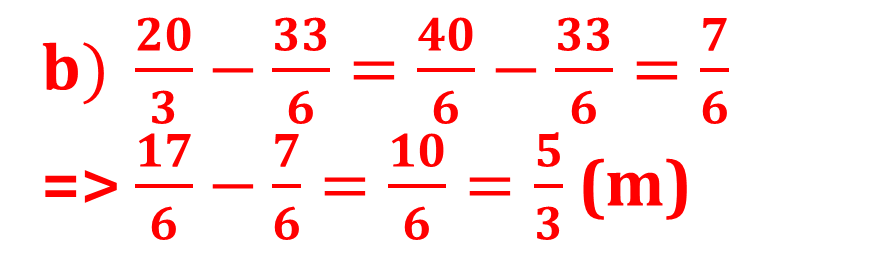 b) 20/3 − 33/6 = 40/6 − 33/6 = 7/6
=> 17/6 − 7/6 = 10/6 = 5/3 (m)